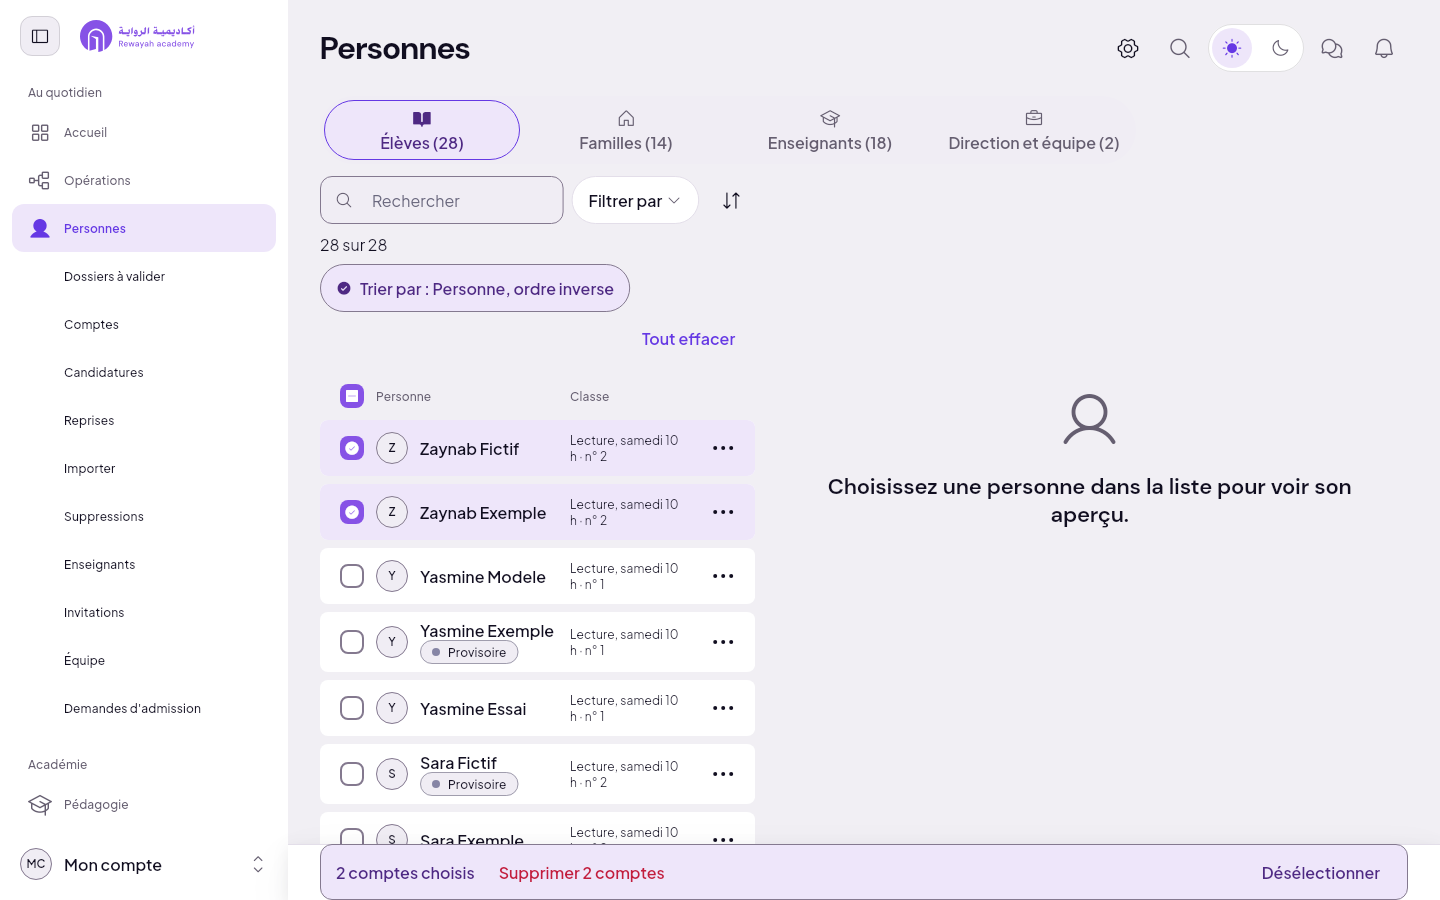 أكاديمية الرواية
Rewayah academy
Au quotidien
Accueil
Opérations
Personnes
Dossiers à valider
Comptes
Candidatures
Reprises
Importer
Suppressions
Enseignants
Invitations
Équipe
Demandes d'admission
Académie
Pédagogie
MC
Mon compte
Personnes
Élèves (28)
Familles (14)
Enseignants (18)
Direction et équipe (2)
Rechercher
Filtrer par
28 sur 28
Trier par : Personne, ordre inverse
Tout effacer
Personne
Classe
Z
Zaynab Fictif
Lecture, samedi 10
h · n° 2
Z
Zaynab Exemple
Lecture, samedi 10
h · n° 2
Y
Yasmine Modele
Lecture, samedi 10
h · n° 1
Y
Yasmine Exemple
Provisoire
Lecture, samedi 10
h · n° 1
Y
Yasmine Essai
Lecture, samedi 10
h · n° 1
S
Sara Fictif
Provisoire
Lecture, samedi 10
h · n° 2
S
Sara Exemple
Lecture, samedi 10
Choisissez une personne dans la liste pour voir son
aperçu.
2 comptes choisis
Supprimer 2 comptes
Désélectionner